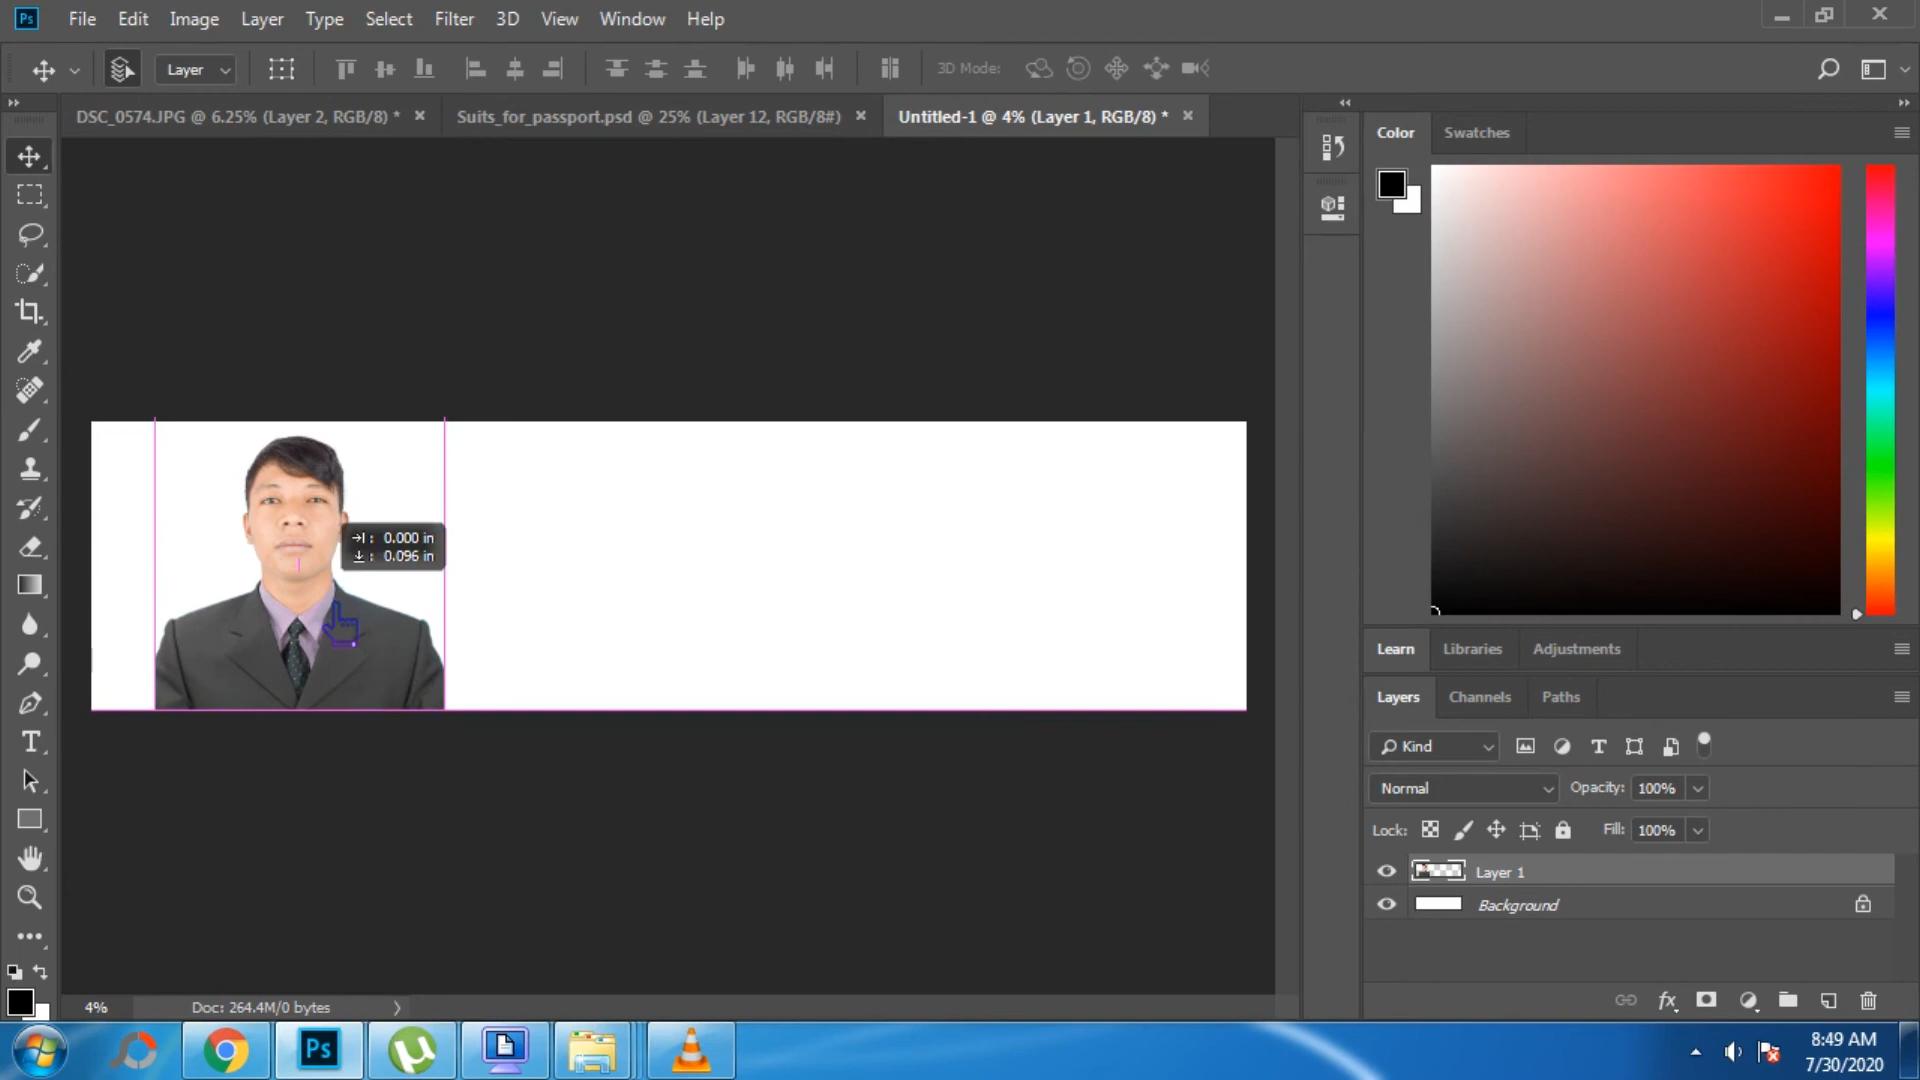 Ps File Edit Image Layer Type Select Filter 3D View Window Help
Layer 3D Mode:
DSC_0574.JPG @ 6.25% (Layer 2, RGB/8) * Suits_for_passport.psd @ 25% (Layer 12, RGB/8#) Untitled-1 @ 4% (Layer 1, RGB/8) *
Color Swatches
0.000 in
0.096 in
Learn Libraries Adjustments
Layers Channels Paths
Kind
Normal Opacity: 100%
Lock: Fill: 100%
Layer 1
Background
4% Doc: 264.4M/0 bytes
fx
Ps
8:49 AM
7/30/2020